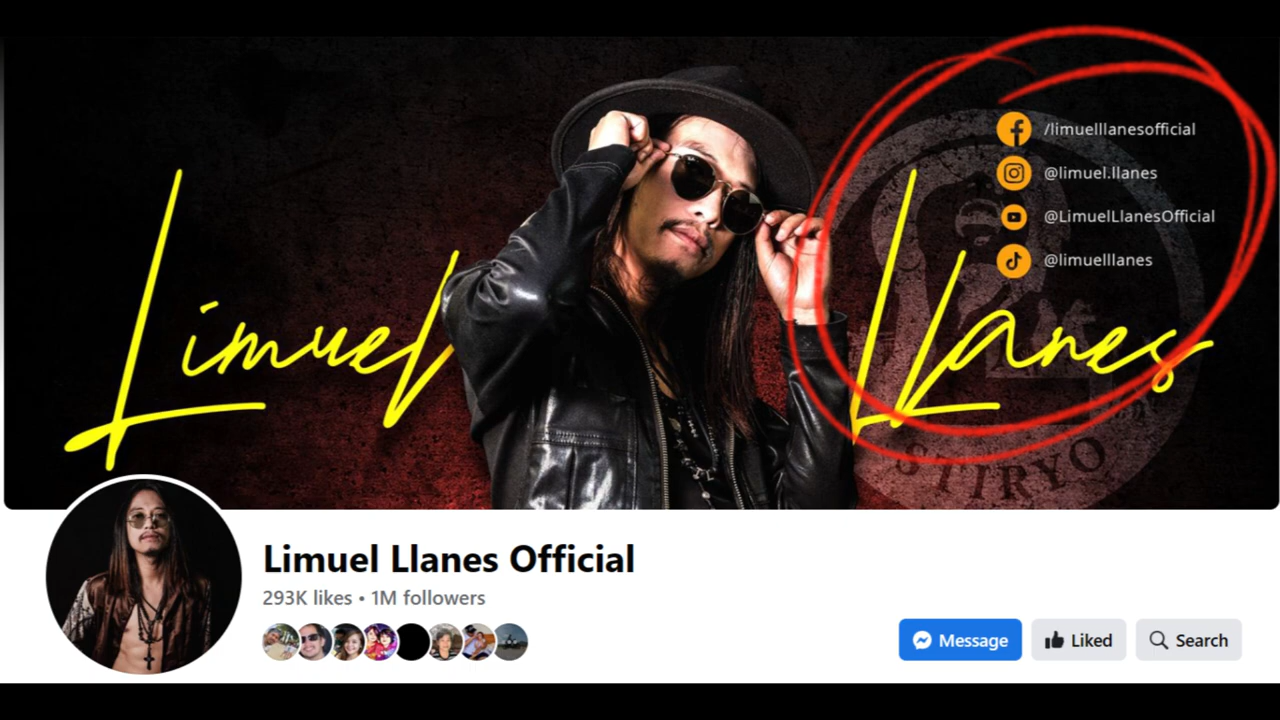 /limuelllanesofficial
@limuel.llanes
@LimuelLlanesOfficial
@limuelllanes
Limuel Llanes
STIRYO
Limuel Llanes Official
293K likes • 1M followers
Message Liked Search